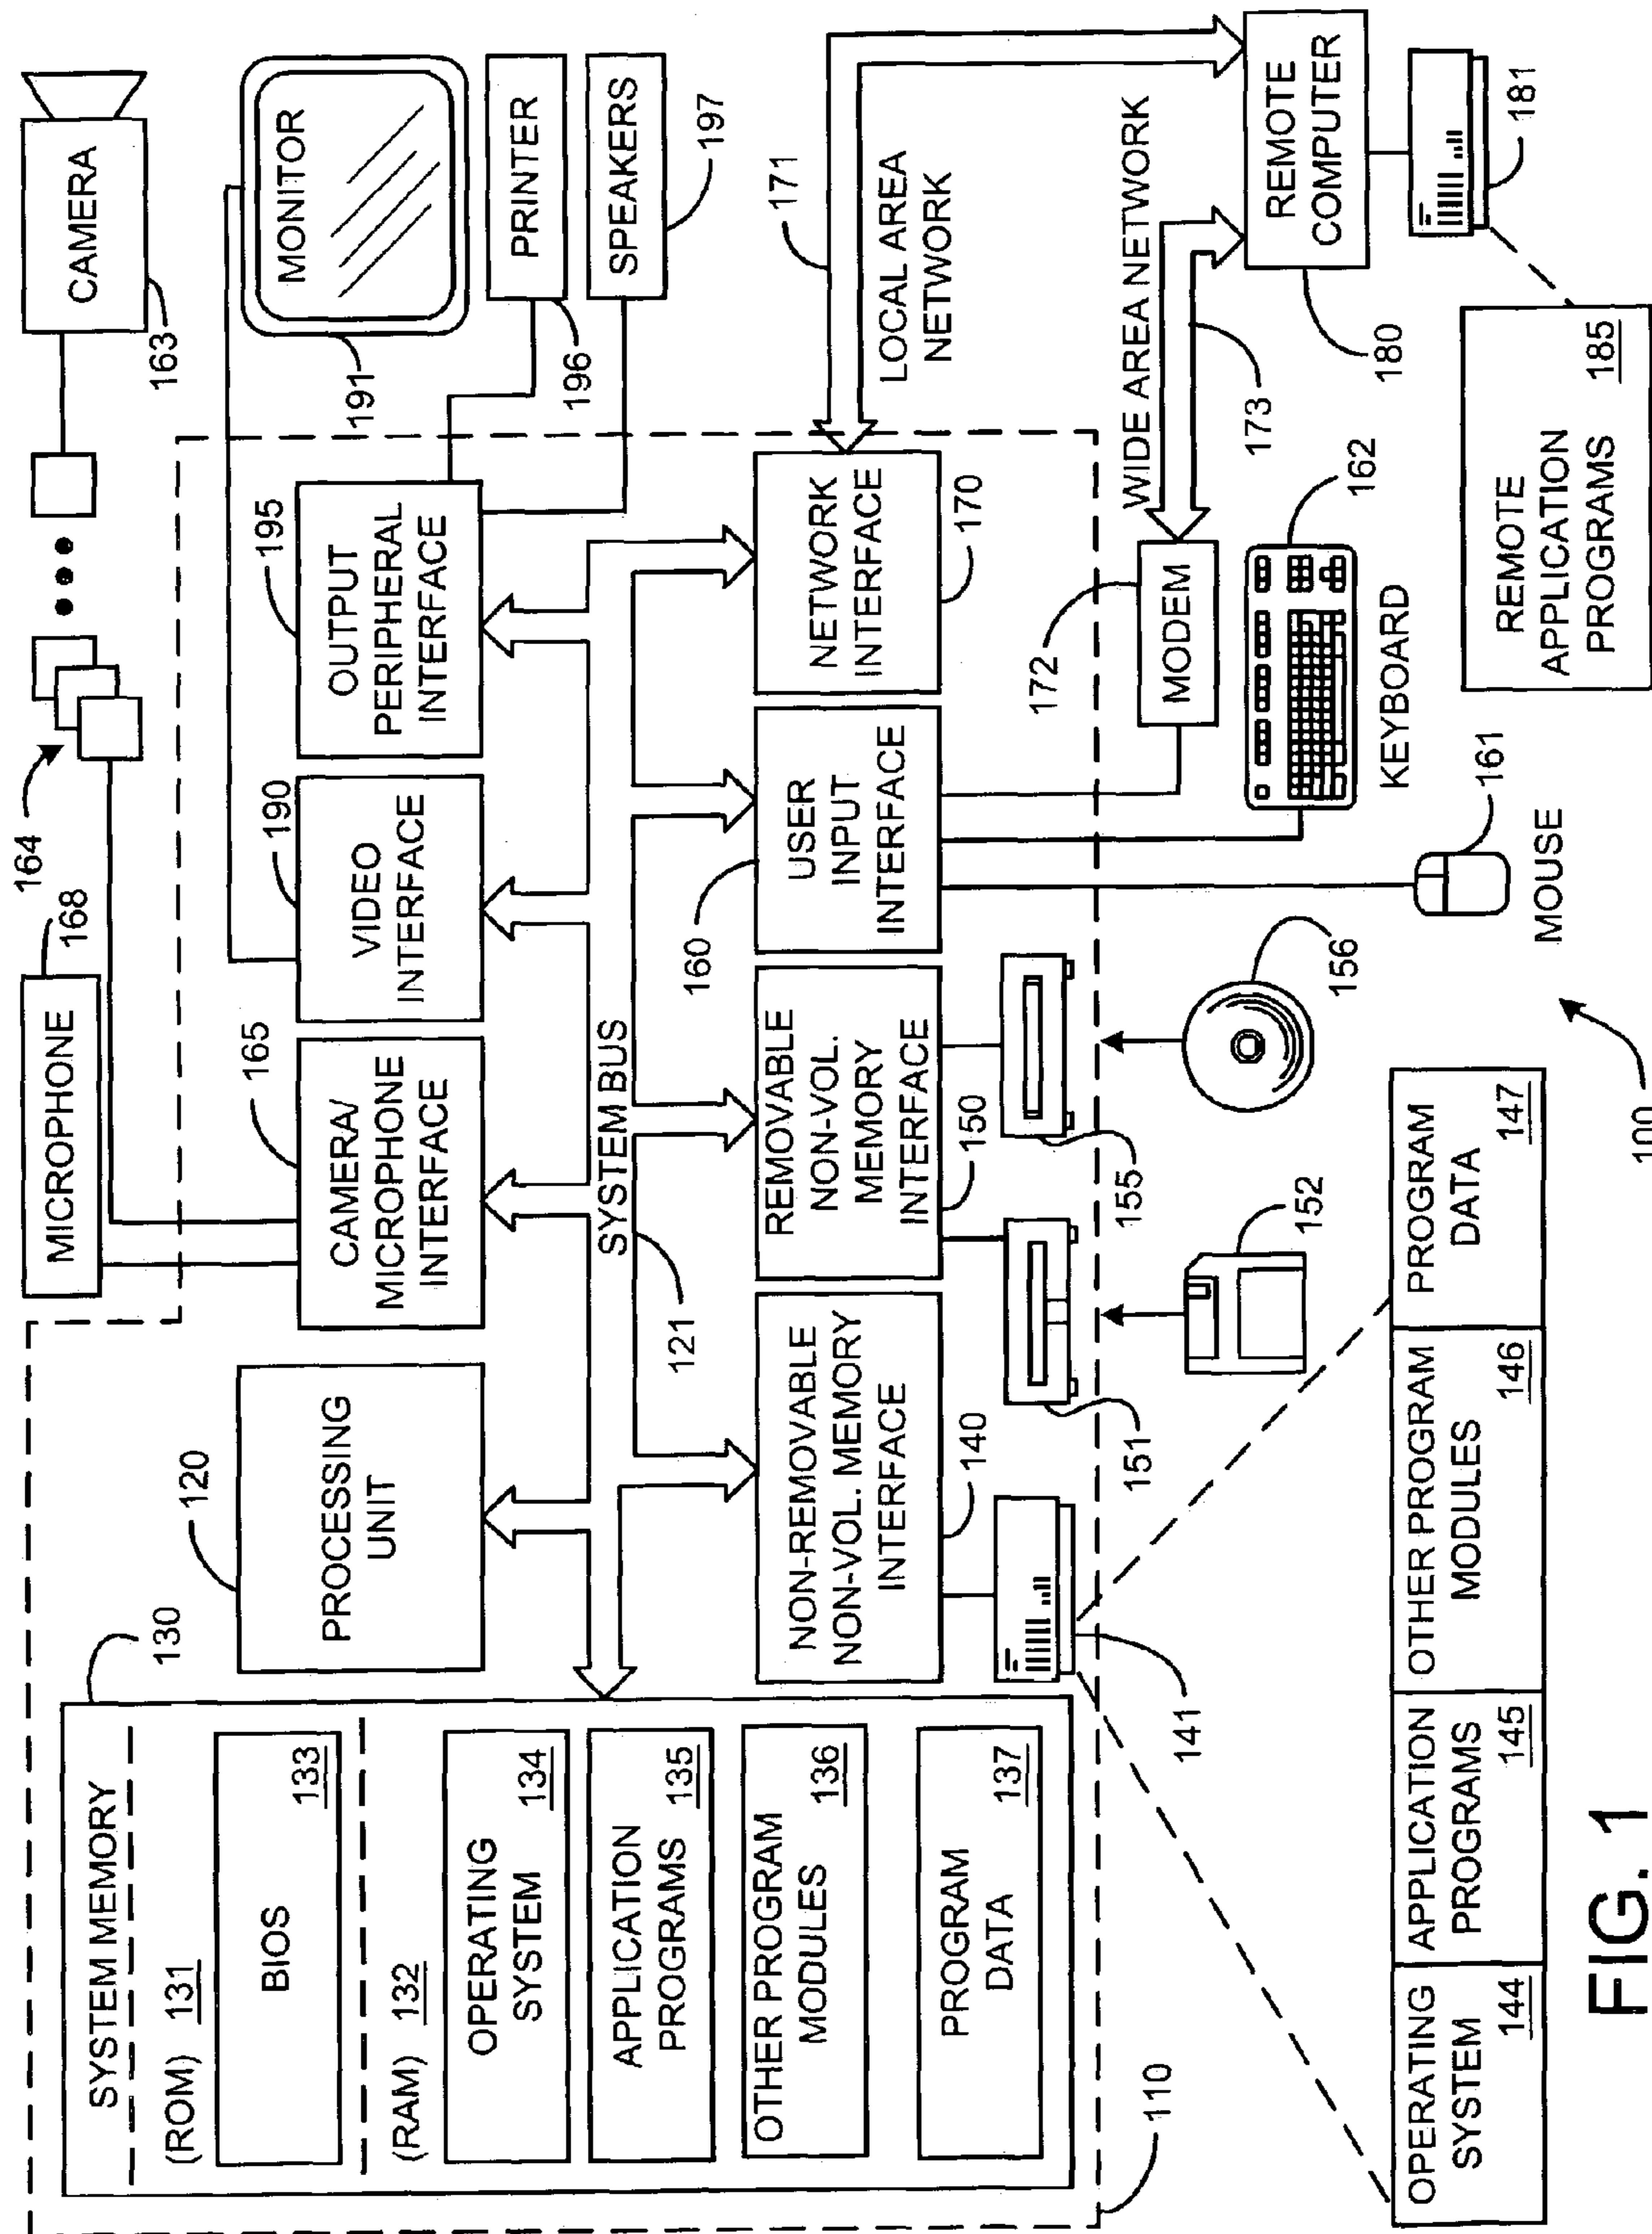 MICROPHONE
168
164
CAMERA
163
SYSTEM MEMORY
130
(ROM) 131
BIOS
133
(RAM) 132
OPERATING
SYSTEM
134
APPLICATION
PROGRAMS
135
OTHER PROGRAM
MODULES
136
PROGRAM
DATA
137
120
PROCESSING
UNIT
165
CAMERA/
MICROPHONE
INTERFACE
190
VIDEO
INTERFACE
195
OUTPUT
PERIPHERAL
INTERFACE
MONITOR
191
PRINTER
196
SPEAKERS
197
SYSTEM BUS
121
NON-REMOVABLE
NON-VOL. MEMORY
INTERFACE
140
REMOVABLE
NON-VOL.
MEMORY
INTERFACE
150
160
USER
INPUT
INTERFACE
NETWORK
INTERFACE
170
171
LOCAL AREA
NETWORK
141
151
155
152
156
172
MODEM
WIDE AREA NETWORK
173
REMOTE
COMPUTER
180
181
162
KEYBOARD
161
MOUSE
110
OPERATING
SYSTEM
144
APPLICATION
PROGRAMS
145
OTHER PROGRAM
MODULES
146
PROGRAM
DATA
147
REMOTE
APPLICATION
PROGRAMS
185
100
FIG. 1